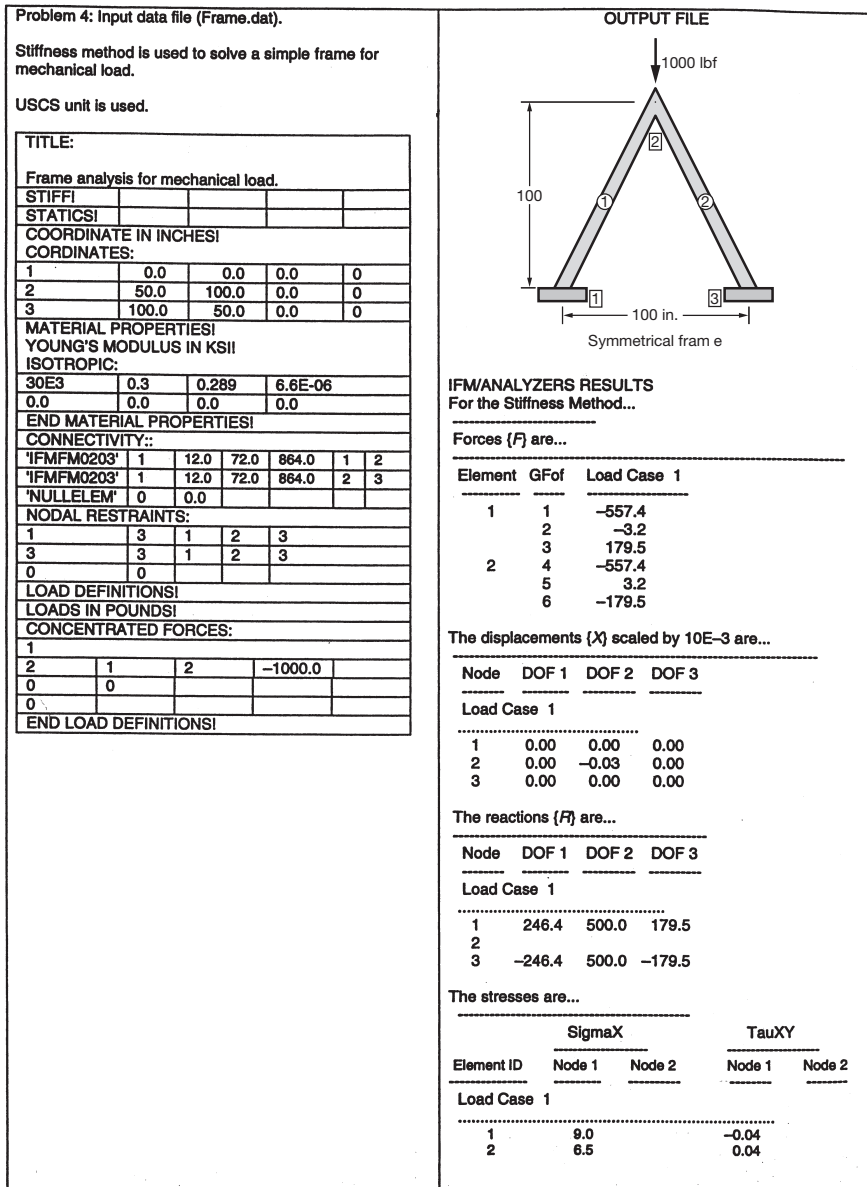 Problem 4: Input data file (Frame.dat).
Stiffness method is used to solve a simple frame for
mechanical load.
USCS unit is used.
TITLE:
Frame analysis for mechanical load.
STIFF!
STATICS!
COORDINATE IN INCHES!
CORDINATES:
1 0.0 0.0 0.0 0
2 50.0 100.0 0.0 0
3 100.0 50.0 0.0 0
MATERIAL PROPERTIES!
YOUNG'S MODULUS IN KSI!
ISOTROPIC:
30E3 0.3 0.289 6.6E-06
0.0 0.0 0.0 0.0
END MATERIAL PROPERTIES!
CONNECTIVITY::
'IFMFM0203' 1 12.0 72.0 864.0 1 2
'IFMFM0203' 1 12.0 72.0 864.0 2 3
'NULLELEM' 0 0.0
NODAL RESTRAINTS:
1 3 1 2 3
3 3 1 2 3
0 0
LOAD DEFINITIONS!
LOADS IN POUNDS!
CONCENTRATED FORCES:
1
2 1 2 –1000.0
0 0
0
END LOAD DEFINITIONS!
OUTPUT FILE
1000 lbf
2
100
1 2
1 3
100 in.
Symmetrical fram e
IFM/ANALYZERS RESULTS
For the Stiffness Method...
Forces {F} are...
Element GFof Load Case 1
1 1 –557.4
2 –3.2
3 179.5
2 4 –557.4
5 3.2
6 –179.5
The displacements {X} scaled by 10E–3 are...
Node DOF 1 DOF 2 DOF 3
Load Case 1
1 0.00 0.00 0.00
2 0.00 –0.03 0.00
3 0.00 0.00 0.00
The reactions {R} are...
Node DOF 1 DOF 2 DOF 3
Load Case 1
1 246.4 500.0 179.5
2
3 –246.4 500.0 –179.5
The stresses are...
SigmaX TauXY
Element ID Node 1 Node 2 Node 1 Node 2
Load Case 1
1 9.0 –0.04
2 6.5 0.04